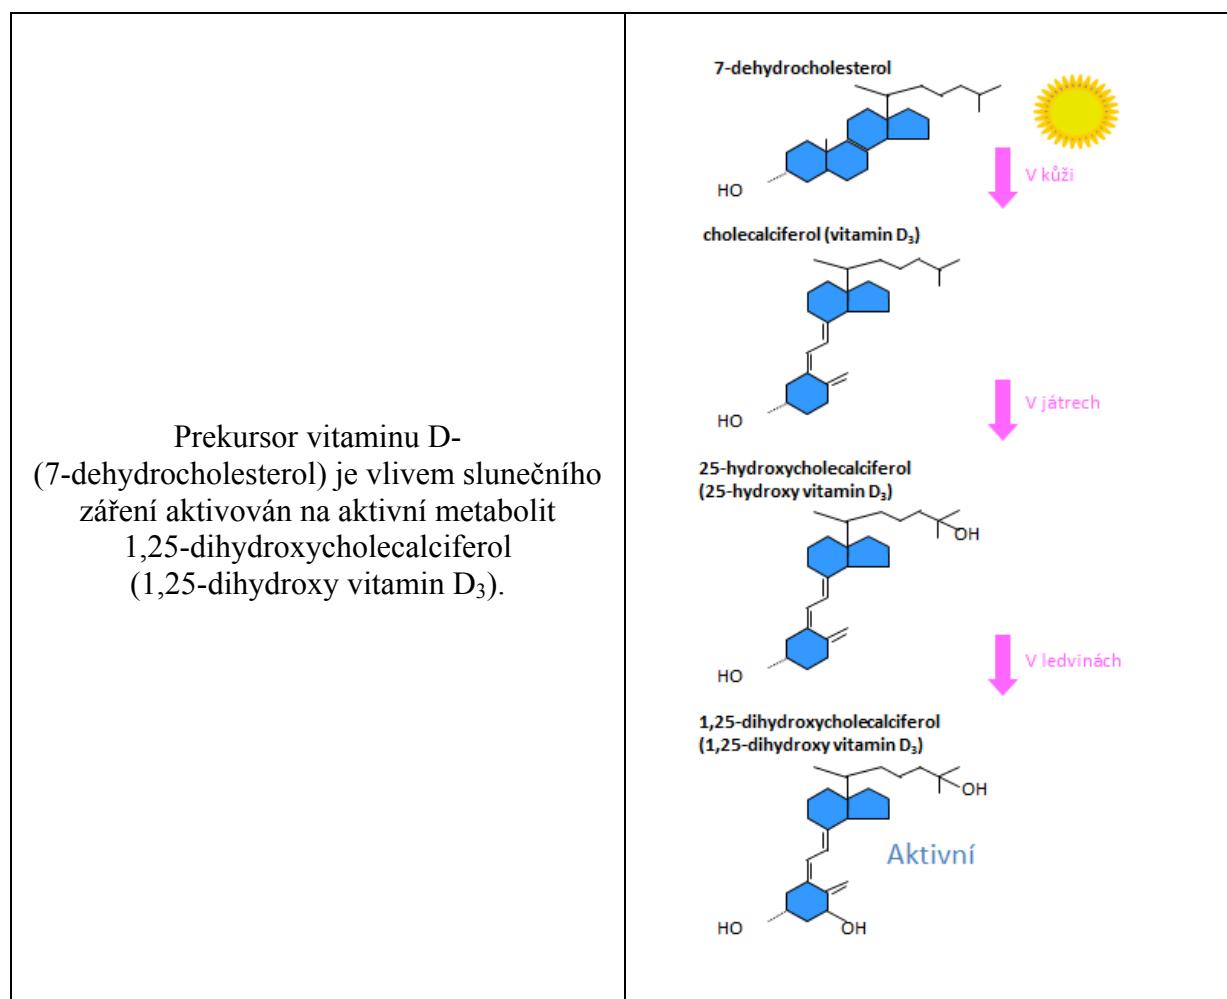 Prekursor vitaminu D-
(7-dehydrocholesterol) je vlivem slunečního
záření aktivován na aktivní metabolit
1,25-dihydroxycholecalciferol
(1,25-dihydroxy vitamin D₃).
7-dehydrocholesterol
HO
V kůži
cholecalciferol (vitamin D₃)
HO
V játrech
25-hydroxycholecalciferol
(25-hydroxy vitamin D₃)
OH
HO
V ledvinách
1,25-dihydroxycholecalciferol
(1,25-dihydroxy vitamin D₃)
OH
Aktivní
HO
OH